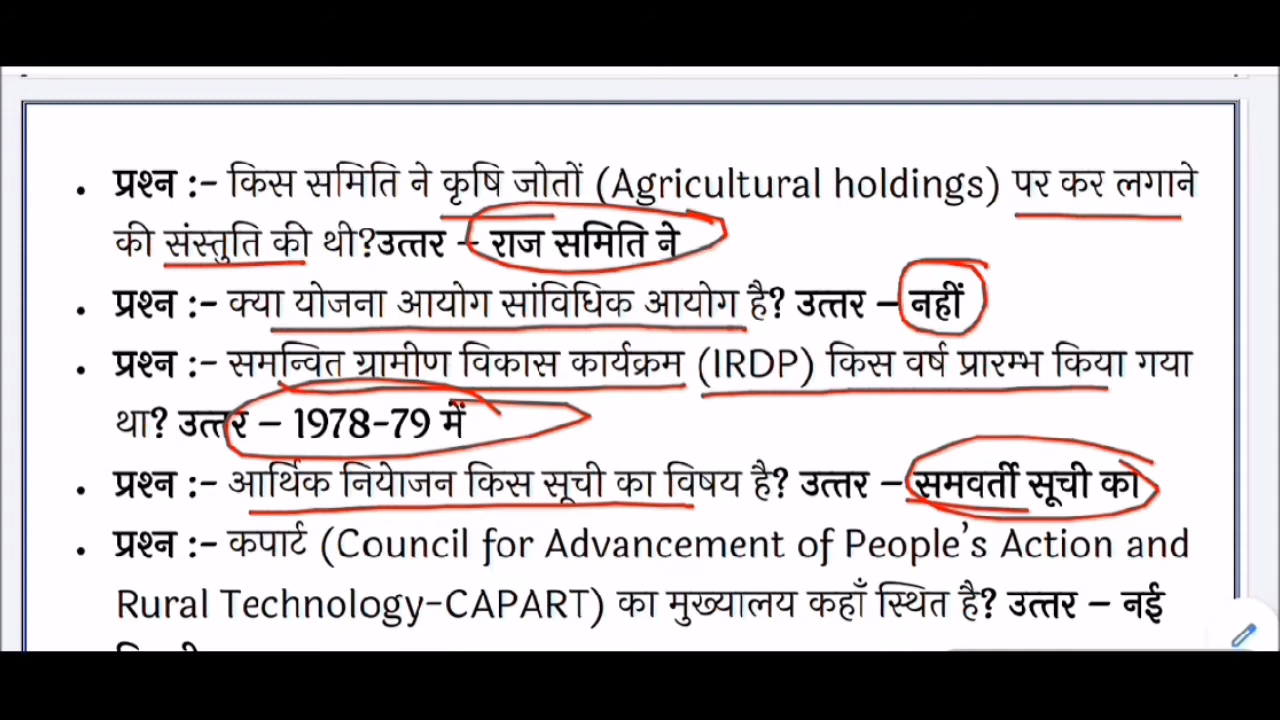 • प्रश्न :– किस समिति ने कृषि जोतों (Agricultural holdings) पर कर लगाने
की संस्तुति की थी?उत्तर – राज समिति ने
• प्रश्न :– क्या योजना आयोग सांविधिक आयोग है? उत्तर – नहीं
• प्रश्न :– समन्वित ग्रामीण विकास कार्यक्रम (IRDP) किस वर्ष प्रारम्भ किया गया
था? उत्तर – 1978-79 में
• प्रश्न :– आर्थिक नियेाजन किस सूची का विषय है? उत्तर – समवर्ती सूची का
• प्रश्न :– कपार्ट (Council for Advancement of People’s Action and
Rural Technology-CAPART) का मुख्यालय कहाँ स्थित है? उत्तर – नई